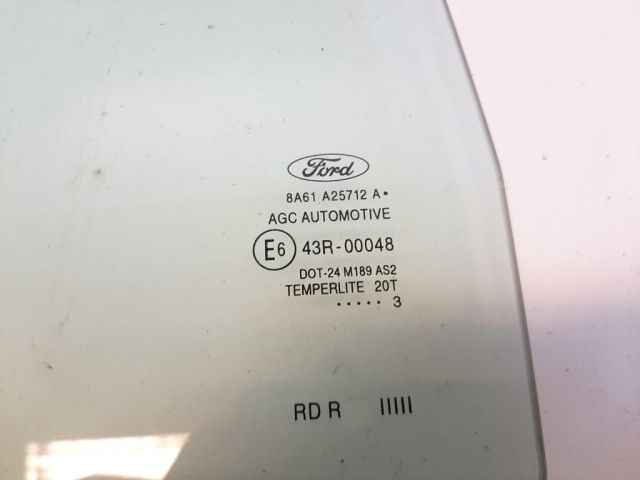 Ford
8A61 A25712 A•
AGC AUTOMOTIVE
E6 43R-00048
DOT-24 M189 AS2
TEMPERLITE 20T
····· 3
RD R IIIII